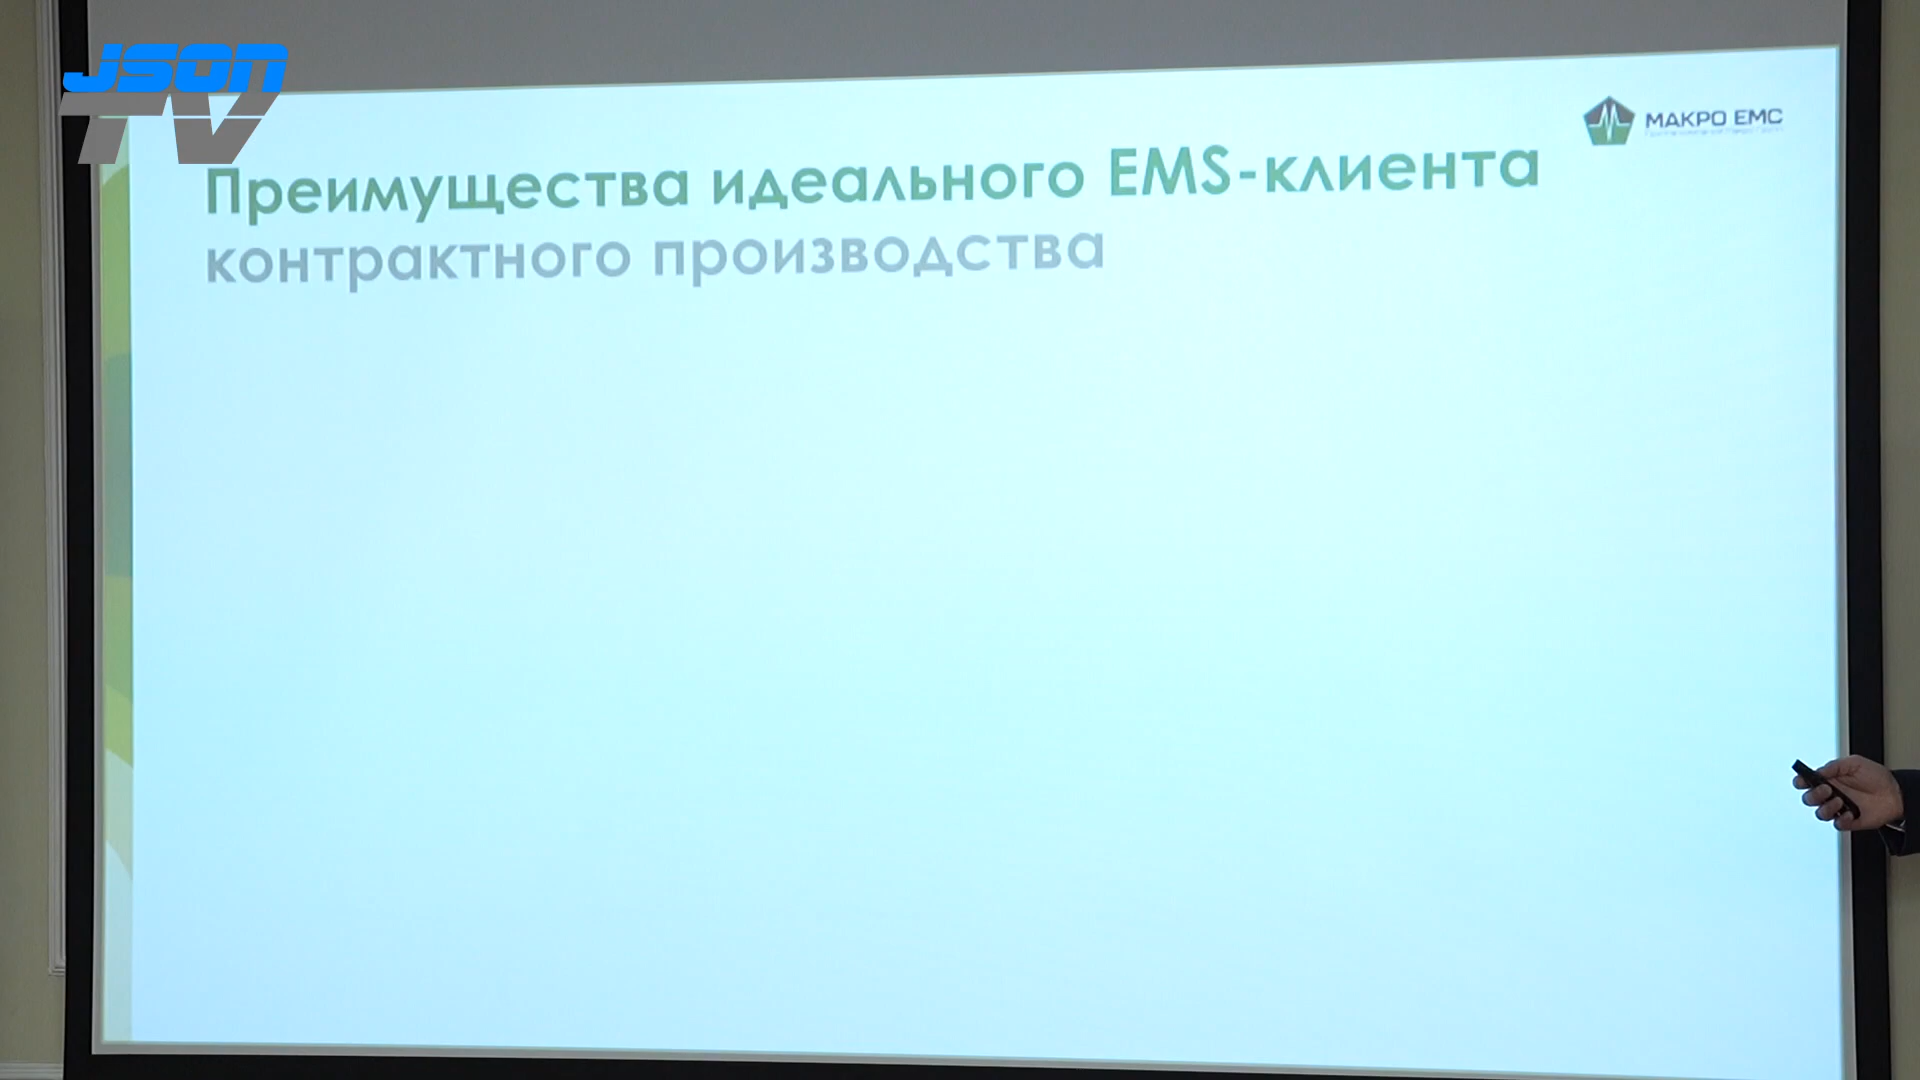 JSON
TV
МАКРО ЕМС
Преимущества идеального EMS-клиента
контрактного производства